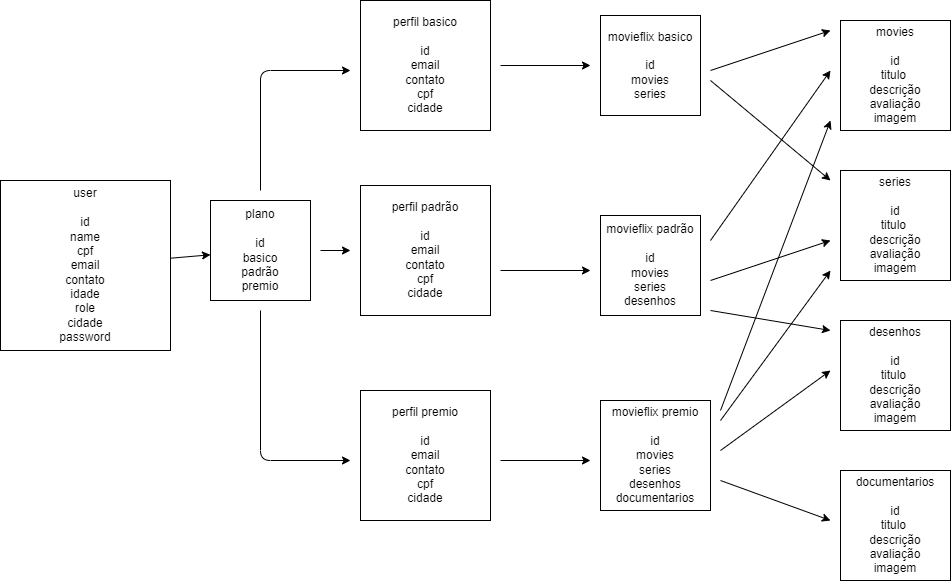 user
id
name
cpf
email
contato
idade
role
cidade
password
plano
id
basico
padrão
premio
perfil basico
id
email
contato
cpf
cidade
perfil padrão
id
email
contato
cpf
cidade
perfil premio
id
email
contato
cpf
cidade
movieflix basico
id
movies
series
movieflix padrão
id
movies
series
desenhos
movieflix premio
id
movies
series
desenhos
documentarios
movies
id
titulo
descrição
avaliação
imagem
series
id
titulo
descrição
avaliação
imagem
desenhos
id
titulo
descrição
avaliação
imagem
documentarios
id
titulo
descrição
avaliação
imagem